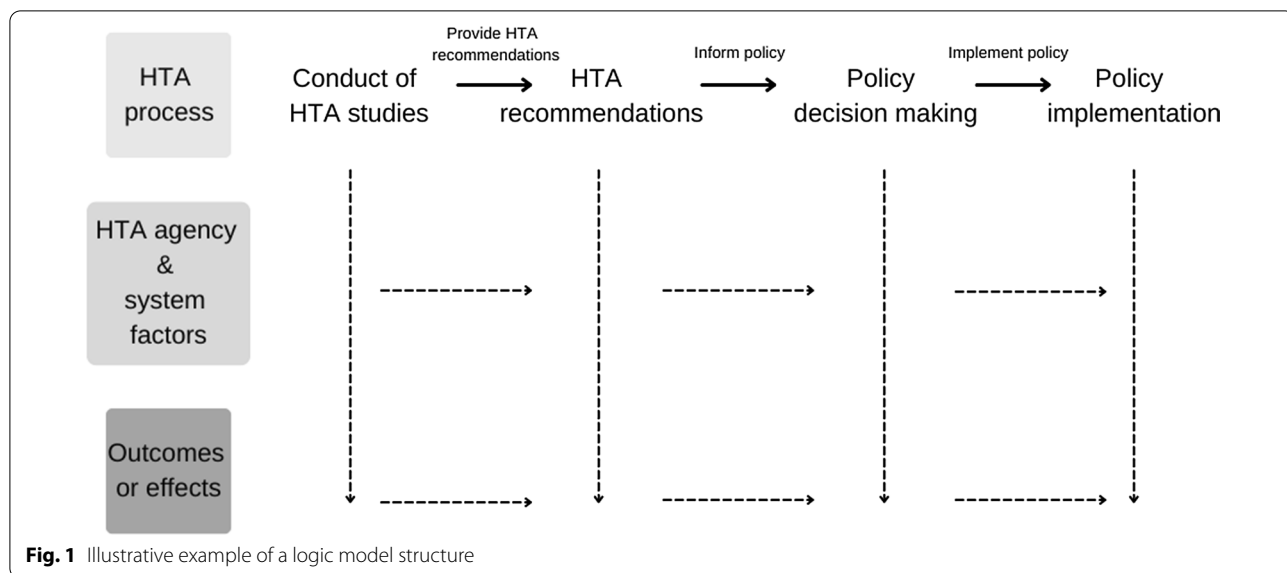 HTA
process
Conduct of
HTA studies
Provide HTA
recommendations
HTA
recommendations
Inform policy
Policy
decision making
Implement policy
Policy
implementation
HTA agency
&
system
factors
Outcomes
or effects
Fig. 1 Illustrative example of a logic model structure